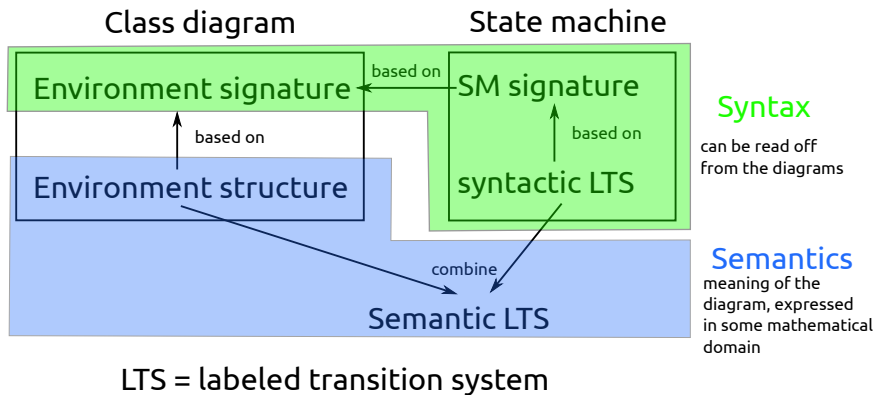 Class diagram
State machine
Environment signature
based on
SM signature
Syntax
based on
based on
can be read off
from the diagrams
Environment structure
syntactic LTS
Semantics
combine
meaning of the
diagram, expressed
in some mathematical
domain
Semantic LTS
LTS = labeled transition system